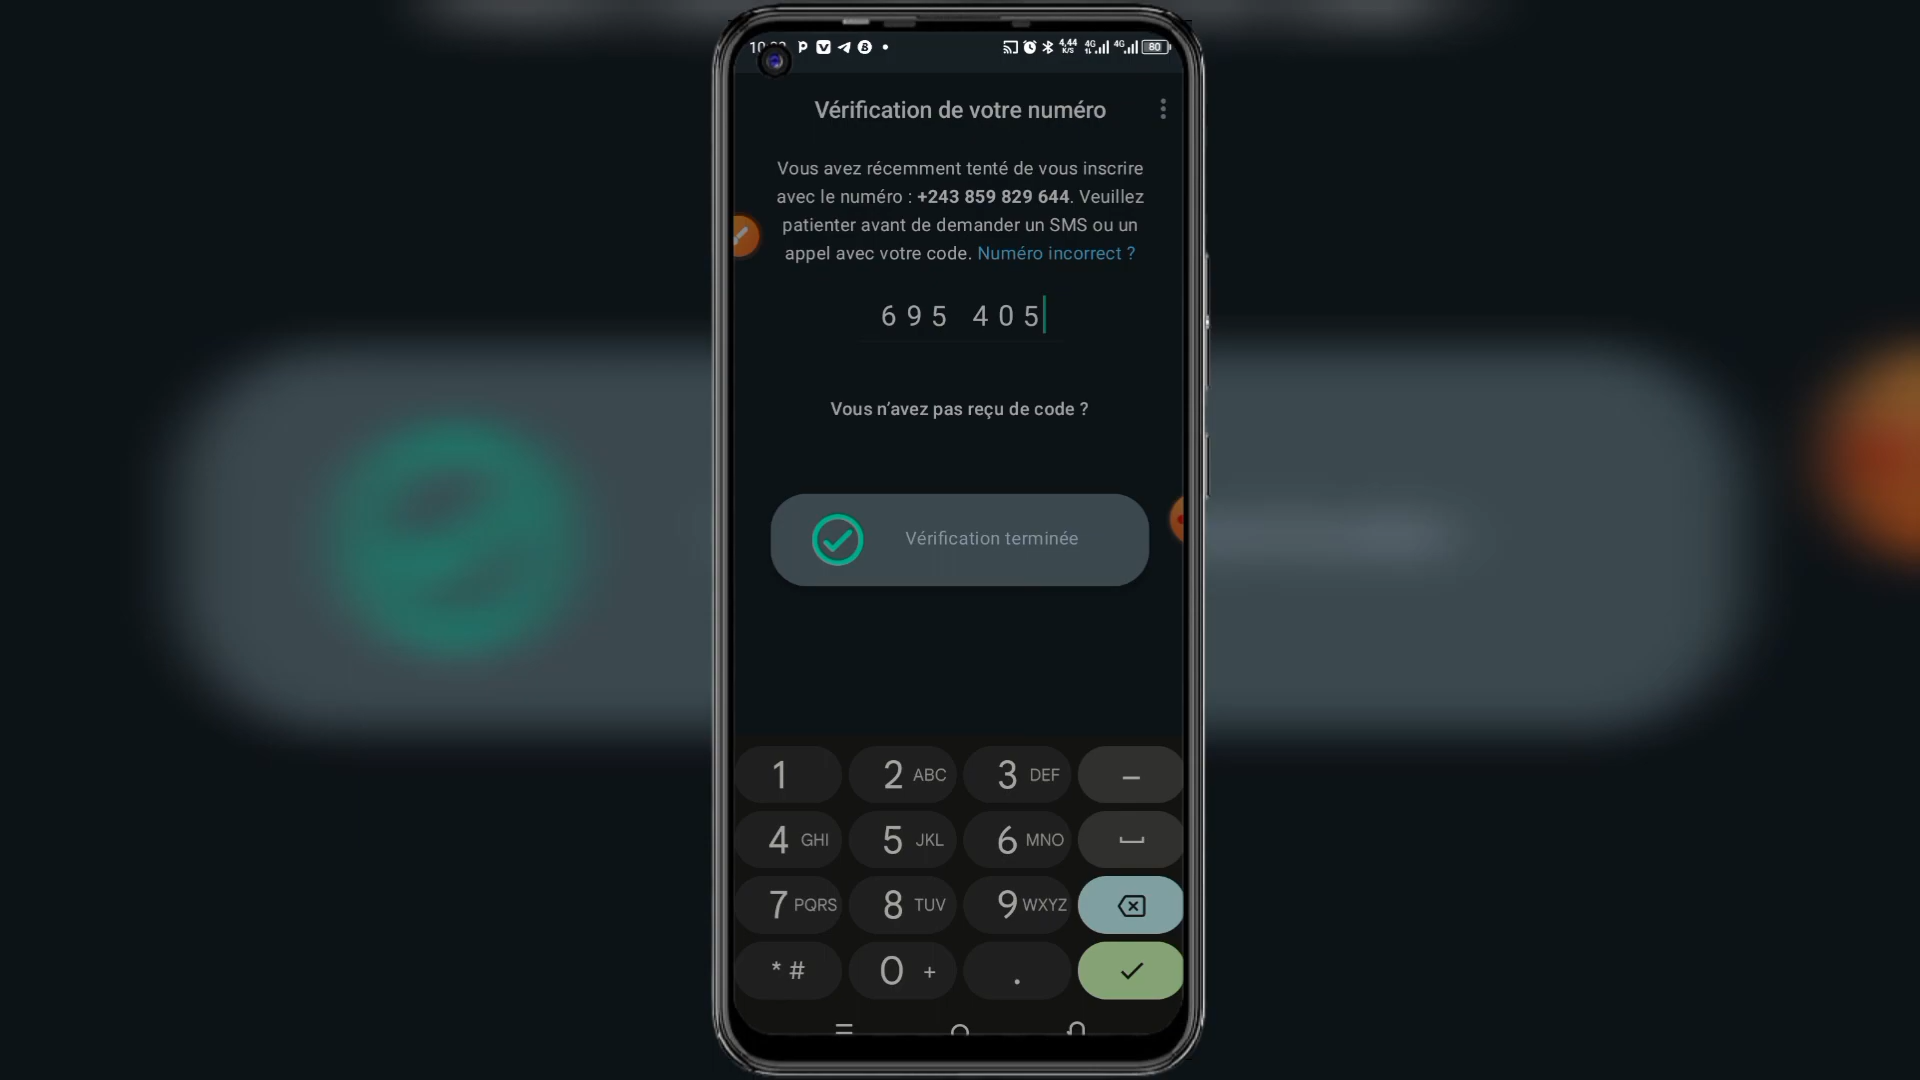 80
Vérification de votre numéro
Vous avez récemment tenté de vous inscrire
avec le numéro : +243 859 829 644. Veuillez
patienter avant de demander un SMS ou un
appel avec votre code. Numéro incorrect ?
695 405
Vous n’avez pas reçu de code ?
Vérification terminée
1 2 ABC 3 DEF –
4 GHI 5 JKL 6 MNO
7 PQRS 8 TUV 9 WXYZ
* # 0 + .